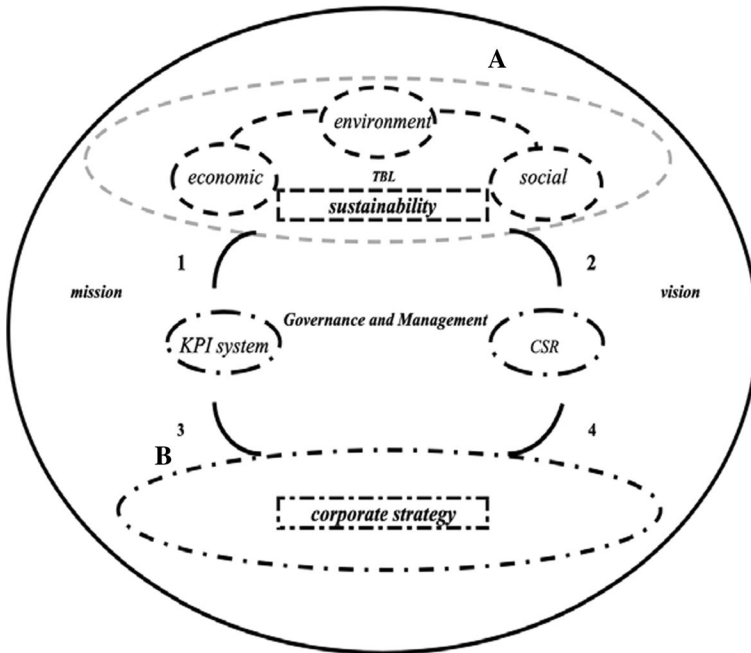 A
environment
economic
TBL
social
sustainability
1
2
mission
vision
Governance and Management
KPI system
CSR
3
4
B
corporate strategy